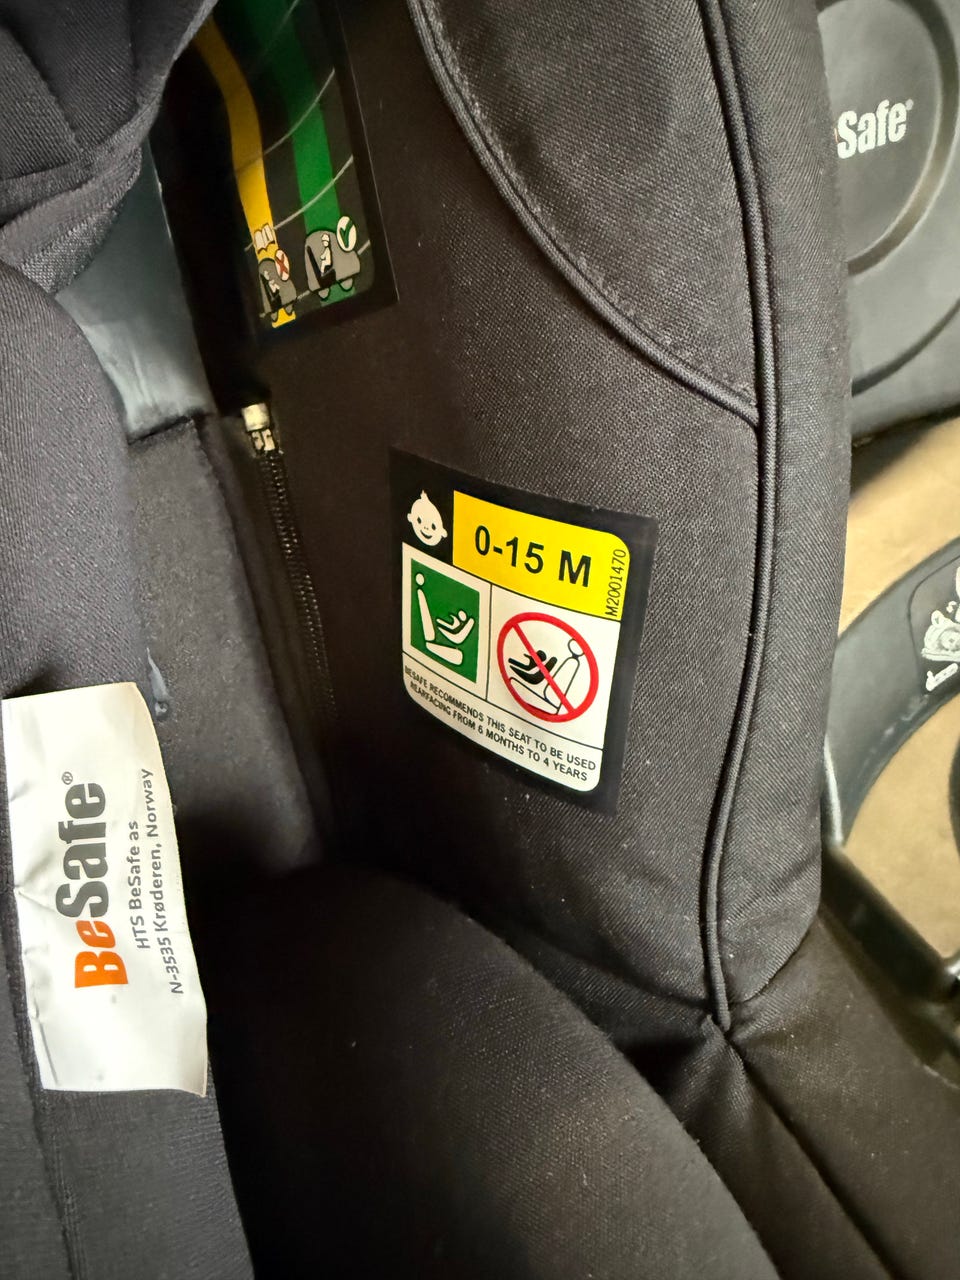 Safe®
0-15 M
M2001470
BESAFE RECOMMENDS THIS SEAT TO BE USED
REARFACING FROM 6 MONTHS TO 4 YEARS
BeSafe®
HTS BeSafe as
N-3535 Krøderen, Norway